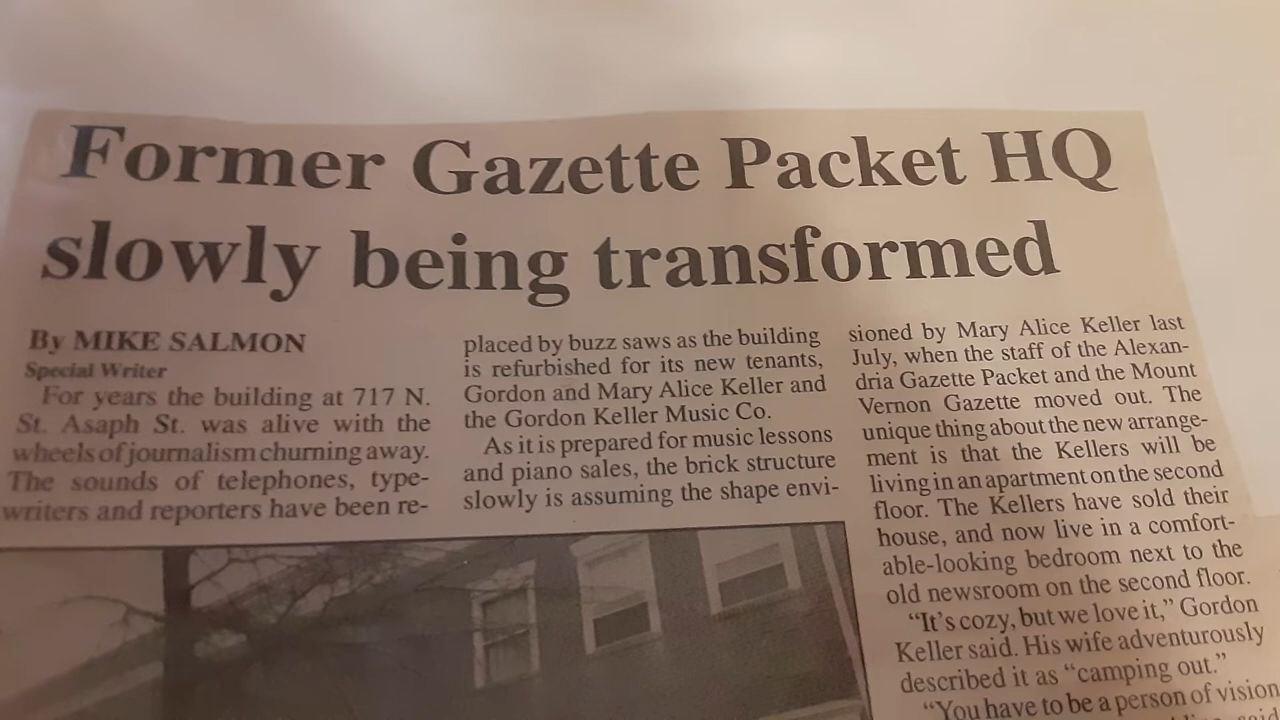 Former Gazette Packet HQ
slowly being transformed
By MIKE SALMON
Special Writer
For years the building at 717 N.
St. Asaph St. was alive with the
wheels of journalism churning away.
The sounds of telephones, type-
writers and reporters have been re-
placed by buzz saws as the building
is refurbished for its new tenants,
Gordon and Mary Alice Keller and
the Gordon Keller Music Co.
As it is prepared for music lessons
and piano sales, the brick structure
slowly is assuming the shape envi-
sioned by Mary Alice Keller last
July, when the staff of the Alexan-
dria Gazette Packet and the Mount
Vernon Gazette moved out. The
unique thing about the new arrange-
ment is that the Kellers will be
living in an apartment on the second
floor. The Kellers have sold their
house, and now live in a comfort-
able-looking bedroom next to the
old newsroom on the second floor.
"It's cozy, but we love it," Gordon
Keller said. His wife adventurously
described it as "camping out."
"You have to be a person of vision